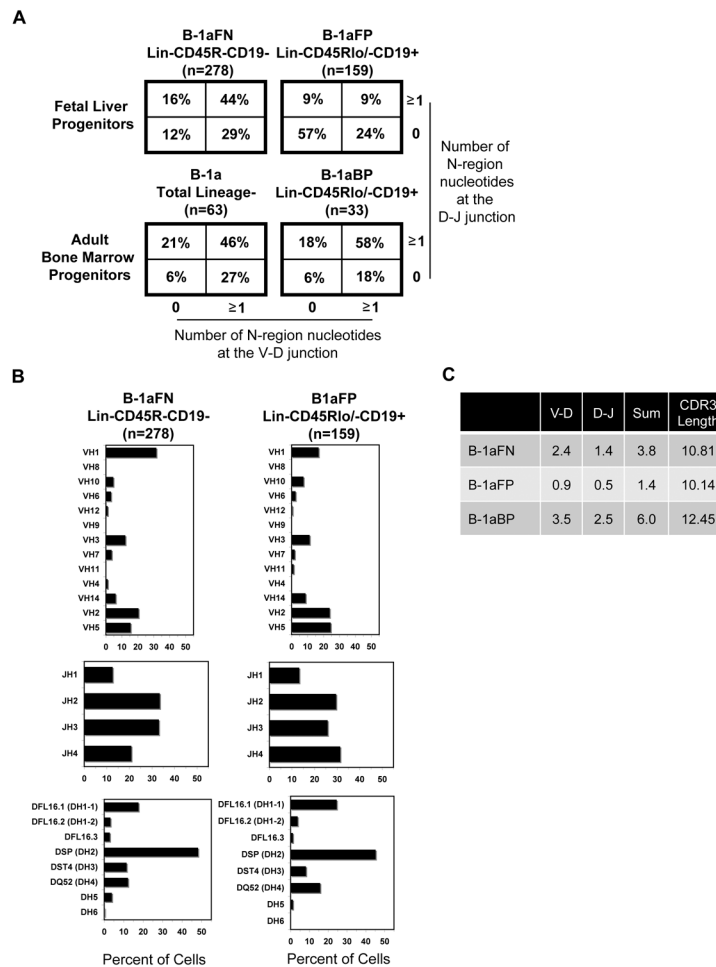 A
B-1aFN
Lin-CD45R-CD19-
(n=278)
B-1aFP
Lin-CD45Rlo/-CD19+
(n=159)
Fetal Liver
Progenitors
16% 44%
12% 29%
9% 9%
57% 24%
≥1
0
B-1a
Total Lineage-
(n=63)
B-1aBP
Lin-CD45Rlo/-CD19+
(n=33)
Adult
Bone Marrow
Progenitors
21% 46%
6% 27%
18% 58%
6% 18%
≥1
0
Number of
N-region
nucleotides
at the
D-J junction
0 ≥1 0 ≥1
Number of N-region nucleotides
at the V-D junction
B
B-1aFN
Lin-CD45R-CD19-
(n=278)
VH1
VH8
VH10
VH6
VH12
VH9
VH3
VH7
VH11
VH4
VH14
VH2
VH5
0 10 20 30 40 50
JH1
JH2
JH3
JH4
0 10 20 30 40 50
DFL16.1 (DH1-1)
DFL16.2 (DH1-2)
DFL16.3
DSP (DH2)
DST4 (DH3)
DQ52 (DH4)
DH5
DH6
0 10 20 30 40 50
Percent of Cells
B1aFP
Lin-CD45Rlo/-CD19+
(n=159)
VH1
VH8
VH10
VH6
VH12
VH9
VH3
VH7
VH11
VH4
VH14
VH2
VH5
0 10 20 30 40 50
JH1
JH2
JH3
JH4
0 10 20 30 40 50
DFL16.1 (DH1-1)
DFL16.2 (DH1-2)
DFL16.3
DSP (DH2)
DST4 (DH3)
DQ52 (DH4)
DH5
DH6
0 10 20 30 40 50
Percent of Cells
C
V-D D-J Sum CDR3
Length
B-1aFN 2.4 1.4 3.8 10.81
B-1aFP 0.9 0.5 1.4 10.14
B-1aBP 3.5 2.5 6.0 12.45